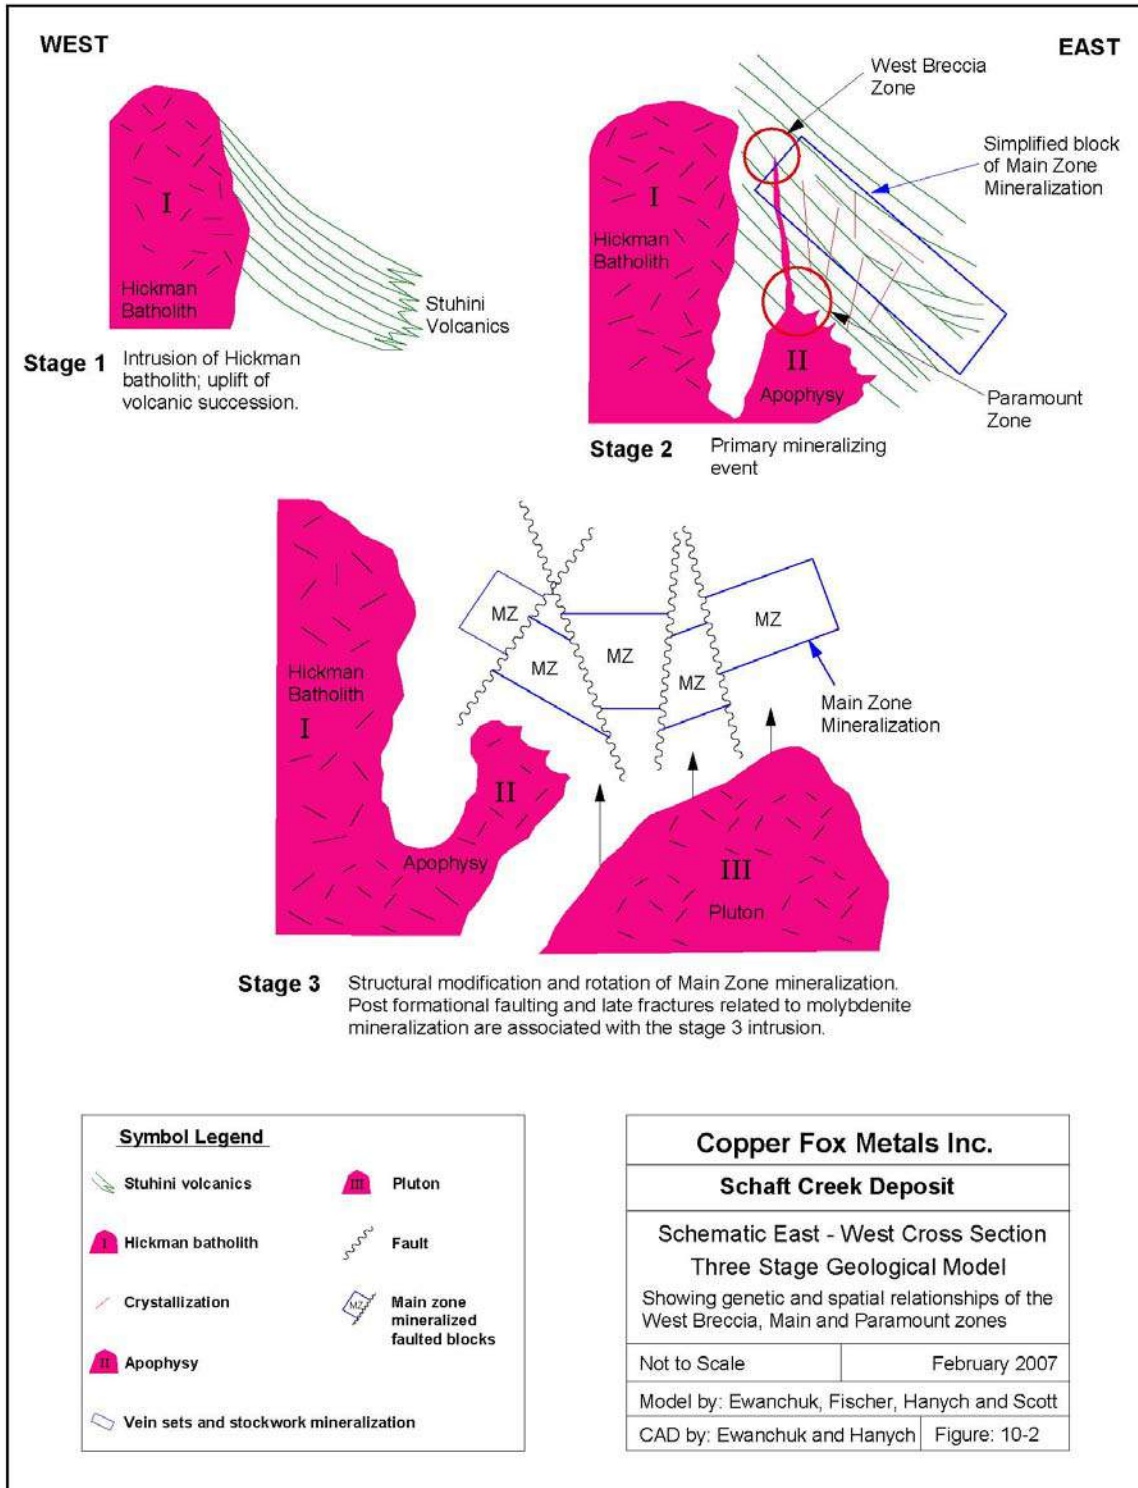 WEST
EAST
I
Hickman
Batholith
Stuhini
Volcanics
Stage 1
Intrusion of Hickman
batholith; uplift of
volcanic succession.
West Breccia
Zone
Simplified block
of Main Zone
Mineralization
I
Hickman
Batholith
II
Apophysy
Paramount
Zone
Stage 2
Primary mineralizing
event
MZ
MZ
MZ
MZ
MZ
Hickman
Batholith
I
II
Apophysy
Main Zone
Mineralization
III
Pluton
Stage 3
Structural modification and rotation of Main Zone mineralization.
Post formational faulting and late fractures related to molybdenite
mineralization are associated with the stage 3 intrusion.
Symbol Legend
Stuhini volcanics
I Hickman batholith
Crystallization
II Apophysy
Vein sets and stockwork mineralization
III Pluton
Fault
MZ Main zone
mineralized
faulted blocks
Copper Fox Metals Inc.
Schaft Creek Deposit
Schematic East - West Cross Section
Three Stage Geological Model
Showing genetic and spatial relationships of the
West Breccia, Main and Paramount zones
Not to Scale
February 2007
Model by: Ewanchuk, Fischer, Hanych and Scott
CAD by: Ewanchuk and Hanych
Figure: 10-2